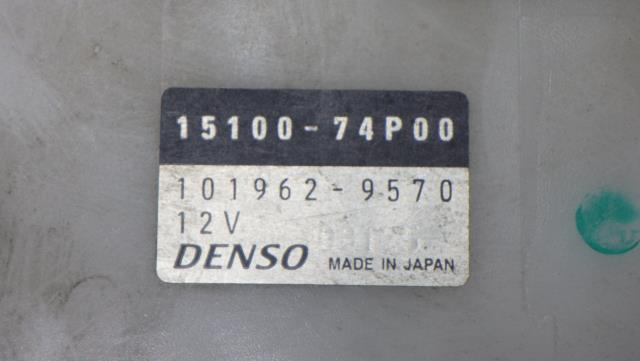 15100-74P00
101962-9570
12V
DENSO MADE IN JAPAN